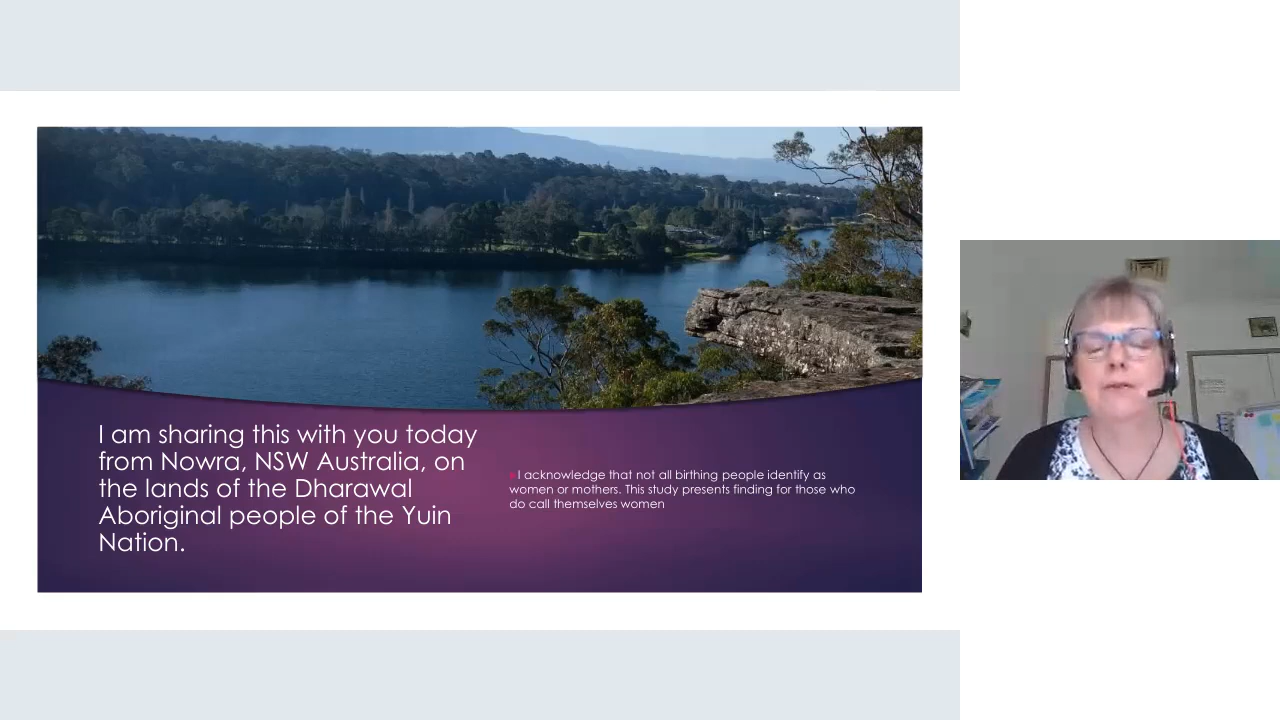 I am sharing this with you today
from Nowra, NSW Australia, on
the lands of the Dharawal
Aboriginal people of the Yuin
Nation.
I acknowledge that not all birthing people identify as
women or mothers. This study presents finding for those who
do call themselves women